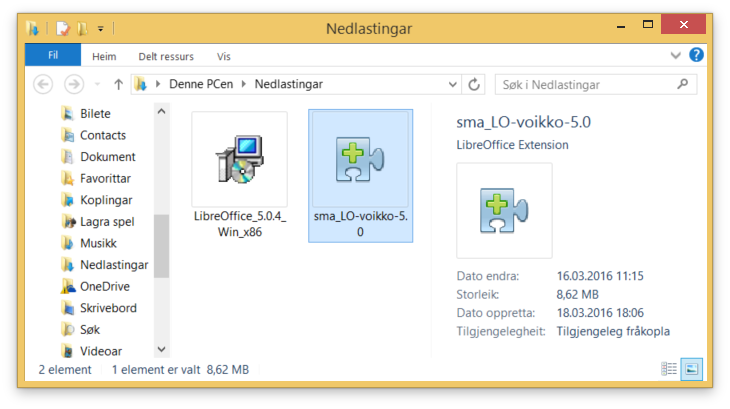 Nedlastingar
Fil Heim Delt ressurs Vis
Denne PCen Nedlastingar Søk i Nedlastingar
Bilete
Contacts
Dokument
Favorittar
Koplingar
Lagra spel
Musikk
Nedlastingar
OneDrive
Skrivebord
Søk
Videoar
LibreOffice_5.0.4_
Win_x86
sma_LO-voikko-5.
0
sma_LO-voikko-5.0
LibreOffice Extension
Dato endra: 16.03.2016 11:15
Storleik: 8,62 MB
Dato oppretta: 18.03.2016 18:06
Tilgjengelegheit: Tilgjengeleg fråkopla
2 element 1 element er valt 8,62 MB